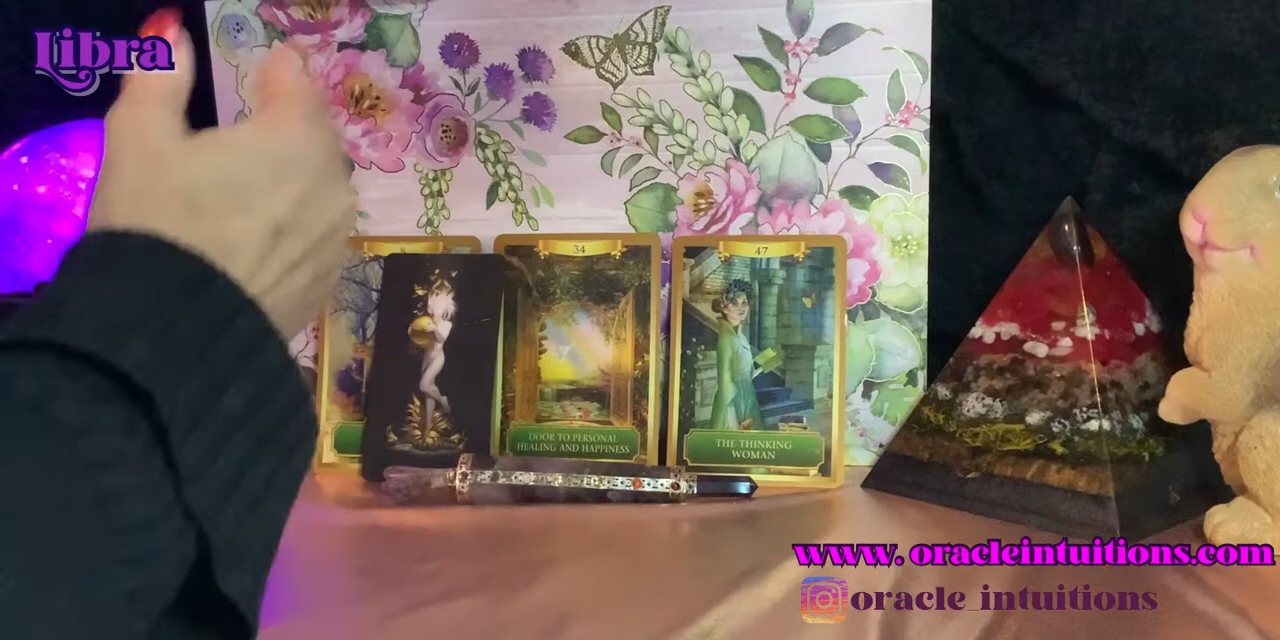 Libra
8
34
47
DOOR TO PERSONAL
HEALING AND HAPPINESS
THE THINKING
WOMAN
www.oracleintuitions.com
oracle_intuitions